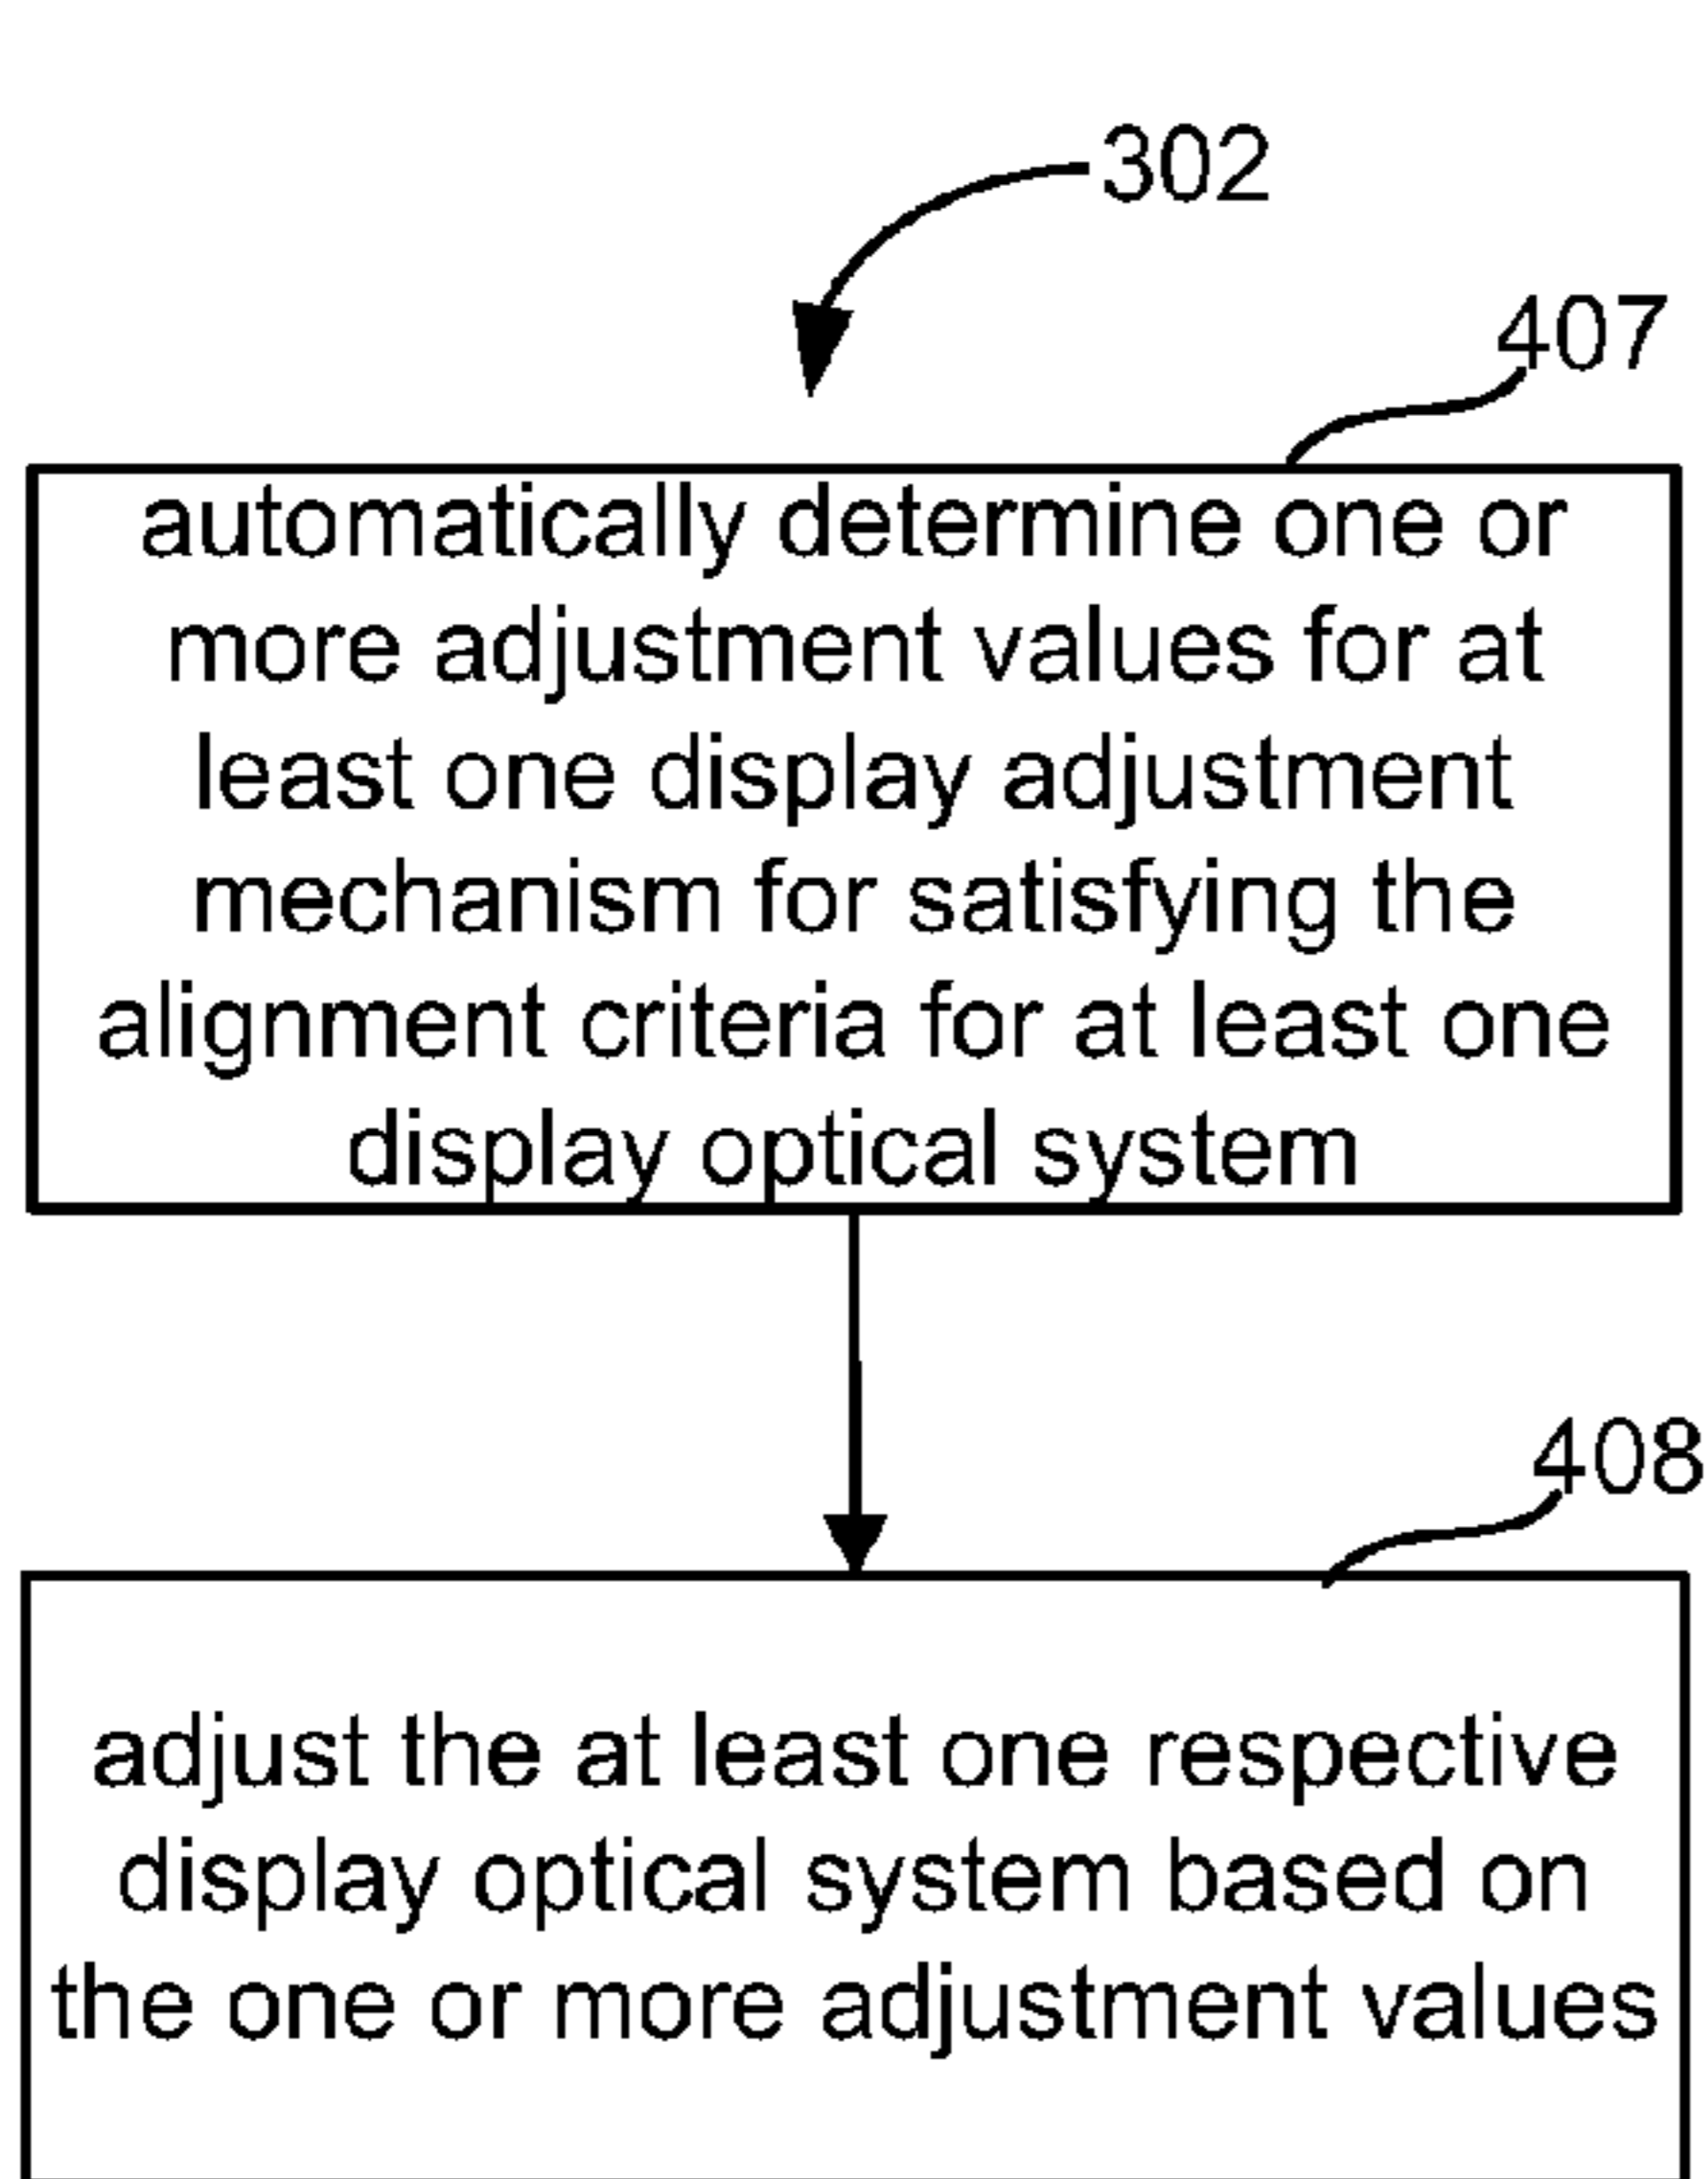 302
407
automatically determine one or
more adjustment values for at
least one display adjustment
mechanism for satisfying the
alignment criteria for at least one
display optical system
408
adjust the at least one respective
display optical system based on
the one or more adjustment values